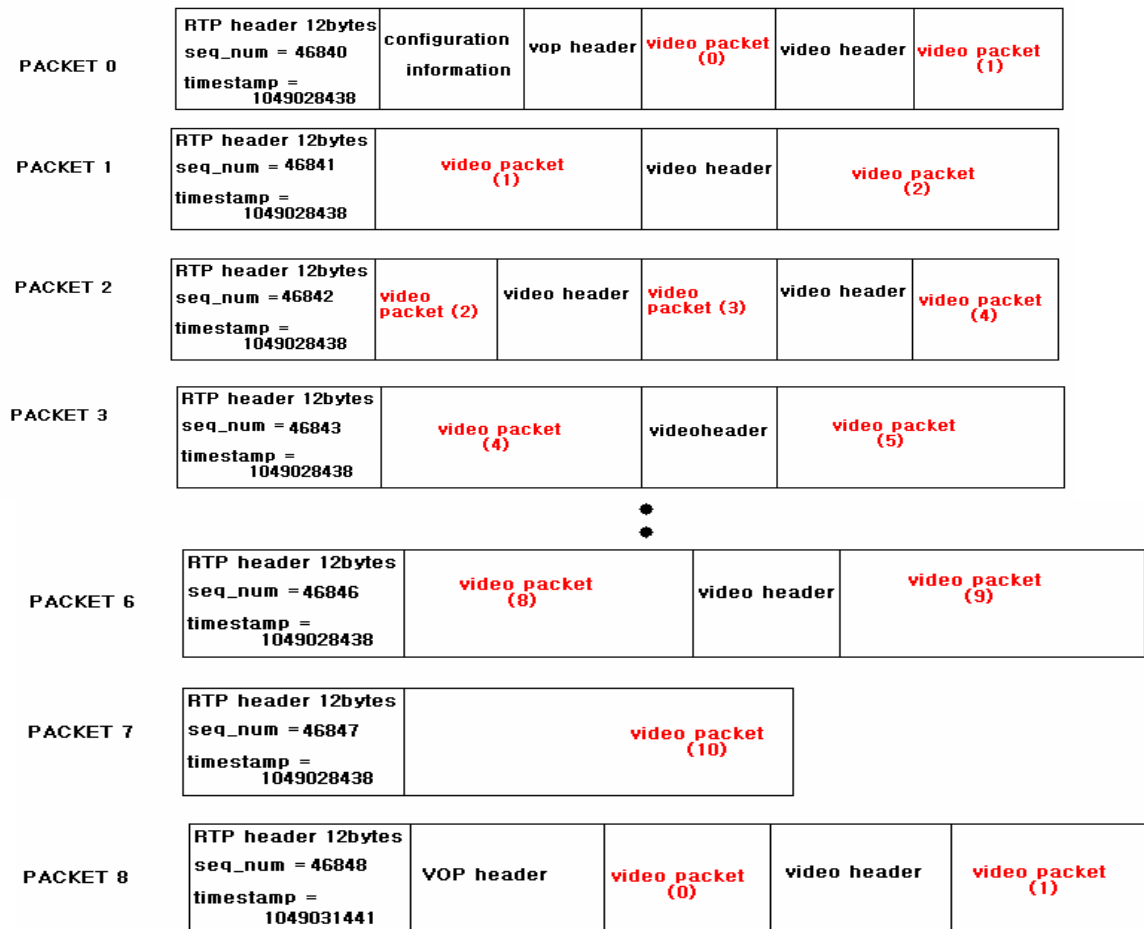 PACKET 0
RTP header 12bytes
seq_num = 46840
timestamp =
1049028438
configuration
information
vop header
video packet
(0)
video header
video packet
(1)
PACKET 1
RTP header 12bytes
seq_num = 46841
timestamp =
1049028438
video packet
(1)
video header
video packet
(2)
PACKET 2
RTP header 12bytes
seq_num = 46842
timestamp =
1049028438
video
packet (2)
video header
video
packet (3)
video header
video packet
(4)
PACKET 3
RTP header 12bytes
seq_num = 46843
timestamp =
1049028438
video packet
(4)
videoheader
video packet
(5)
PACKET 6
RTP header 12bytes
seq_num = 46846
timestamp =
1049028438
video packet
(8)
video header
video packet
(9)
PACKET 7
RTP header 12bytes
seq_num = 46847
timestamp =
1049028438
video packet
(10)
PACKET 8
RTP header 12bytes
seq_num = 46848
timestamp =
1049031441
VOP header
video packet
(0)
video header
video packet
(1)